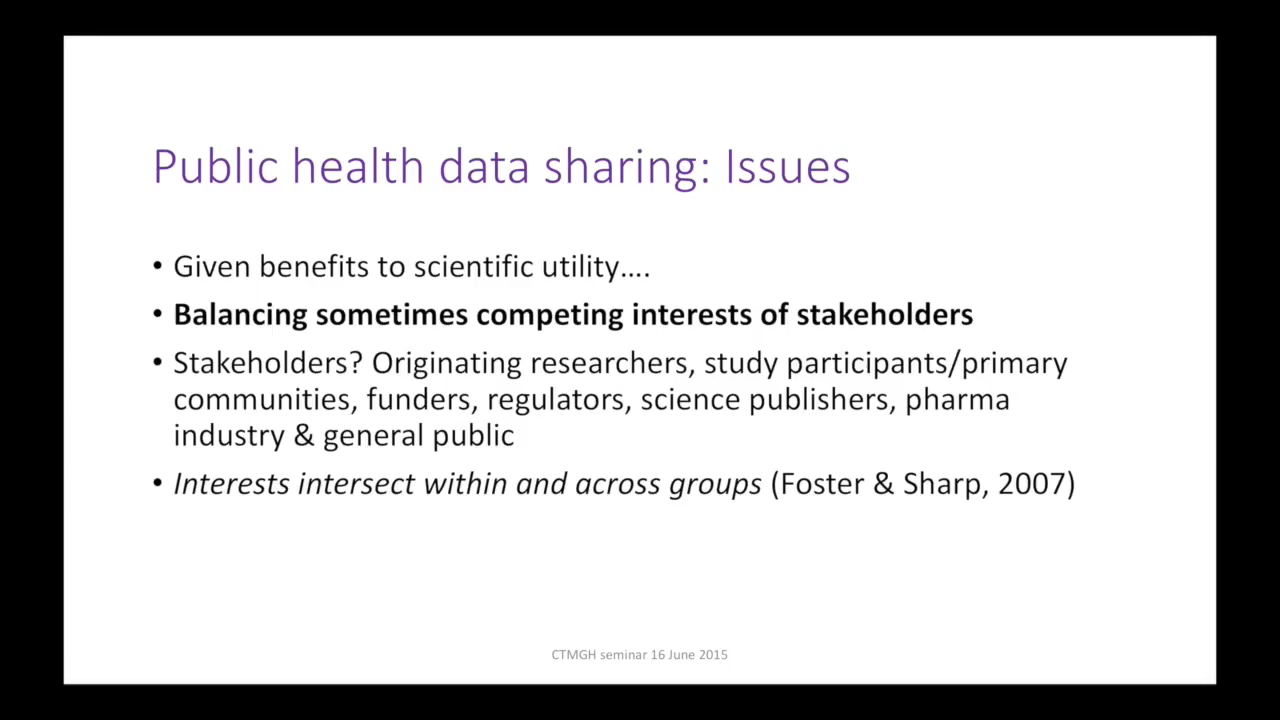 Public health data sharing: Issues
• Given benefits to scientific utility....
• Balancing sometimes competing interests of stakeholders
• Stakeholders? Originating researchers, study participants/primary
communities, funders, regulators, science publishers, pharma
industry & general public
• Interests intersect within and across groups (Foster & Sharp, 2007)
CTMGH seminar 16 June 2015